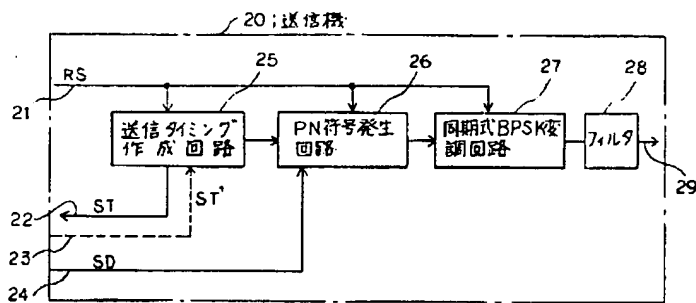 20;送信機
RS
21
25
送信タイミング
作成回路
26
PN符号発生
回路
27
同期式BPSK変
調回路
28
フィルタ
29
22
ST
ST'
23
SD
24